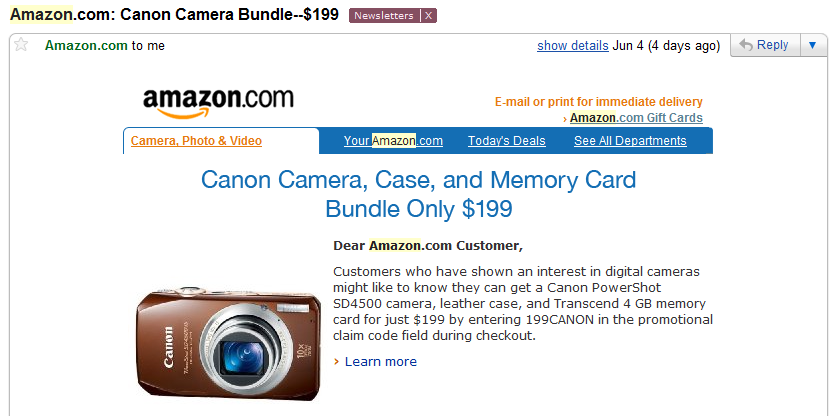 Amazon.com: Canon Camera Bundle--$199 Newsletters X
Amazon.com to me show details Jun 4 (4 days ago) Reply
amazon.com
E-mail or print for immediate delivery
› Amazon.com Gift Cards
Camera, Photo & Video Your Amazon.com Today's Deals See All Departments
Canon Camera, Case, and Memory Card
Bundle Only $199
Dear Amazon.com Customer,
Customers who have shown an interest in digital cameras
might like to know they can get a Canon PowerShot
SD4500 camera, leather case, and Transcend 4 GB memory
card for just $199 by entering 199CANON in the promotional
claim code field during checkout.
› Learn more
Canon
10x